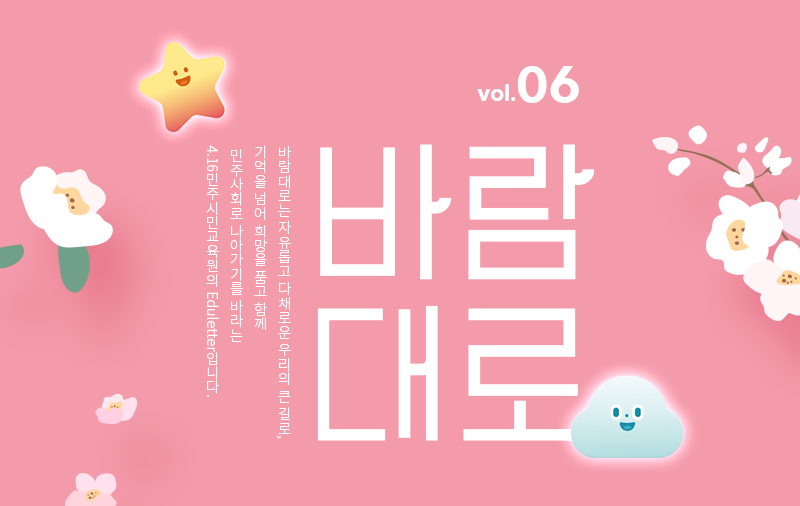 vol.06
바람
대로
바람대로는 자유롭고 다채로운 우리의 큰 길로,
기억을 넘어 희망을 품고 함께
민주사회로 나아가기를 바라는
4.16민주시민교육원의 Eduletter입니다.